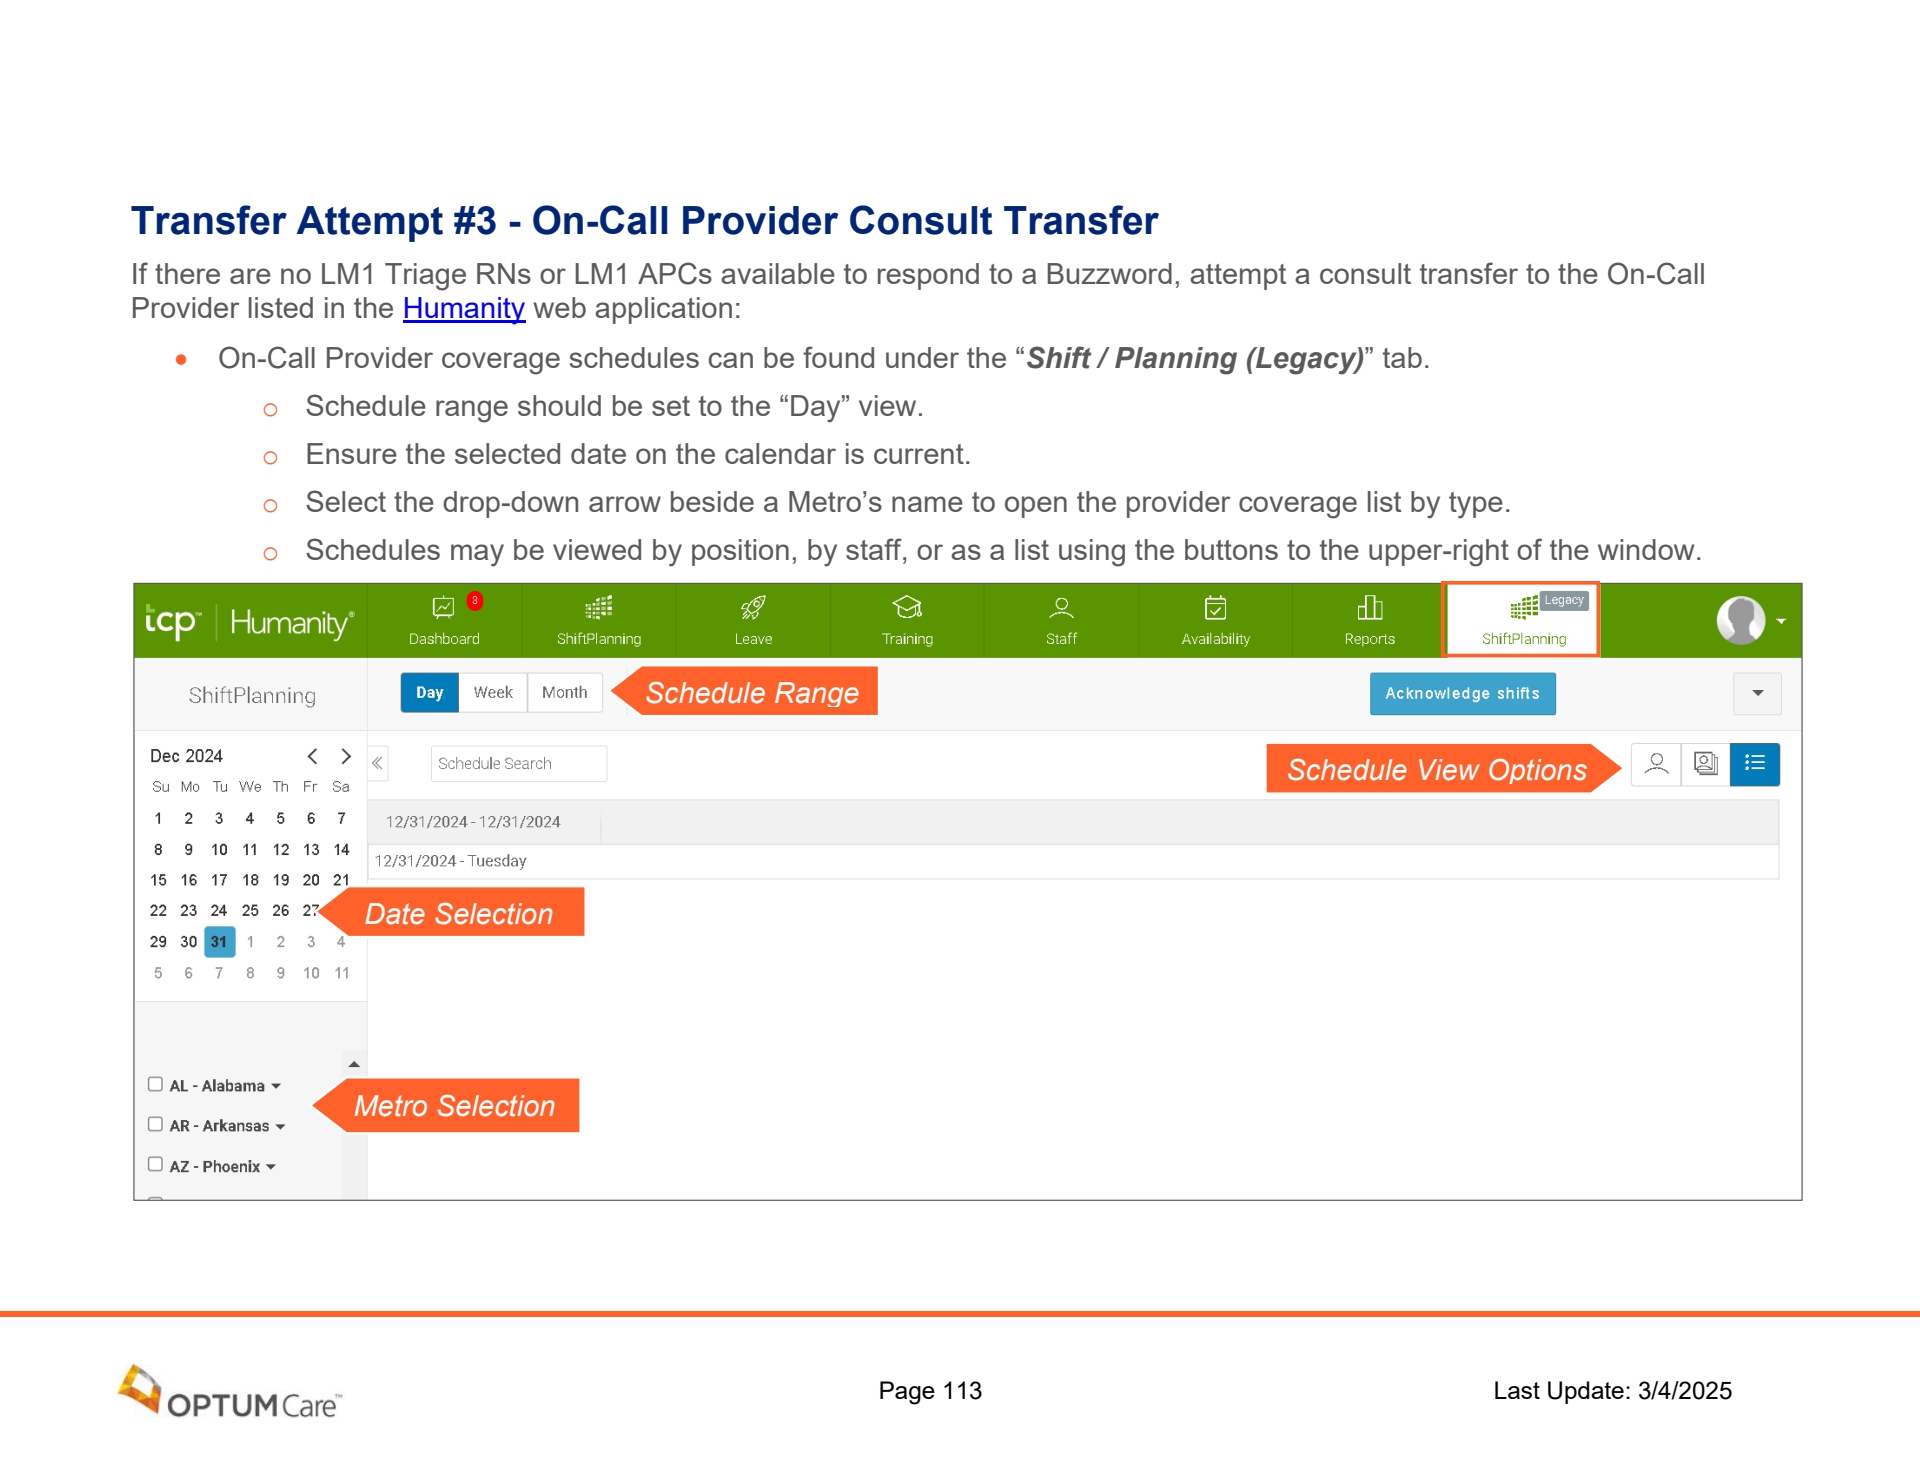 Transfer Attempt #3 - On-Call Provider Consult Transfer
If there are no LM1 Triage RNs or LM1 APCs available to respond to a Buzzword, attempt a consult transfer to the On-Call
Provider listed in the Humanity web application:
• On-Call Provider coverage schedules can be found under the “Shift / Planning (Legacy)” tab.
o Schedule range should be set to the “Day” view.
o Ensure the selected date on the calendar is current.
o Select the drop-down arrow beside a Metro’s name to open the provider coverage list by type.
o Schedules may be viewed by position, by staff, or as a list using the buttons to the upper-right of the window.
tcp™ Humanity® Dashboard 3 ShiftPlanning Leave Training Staff Availability Reports ShiftPlanning Legacy
ShiftPlanning Day Week Month Schedule Range Acknowledge shifts
Dec 2024 < > « Schedule Search Schedule View Options
Su Mo Tu We Th Fr Sa
1 2 3 4 5 6 7 12/31/2024 - 12/31/2024
8 9 10 11 12 13 14 12/31/2024 - Tuesday
15 16 17 18 19 20 21
22 23 24 25 26 27 Date Selection
29 30 31 1 2 3 4
5 6 7 8 9 10 11
AL - Alabama
Metro Selection
AR - Arkansas
AZ - Phoenix
OPTUM Care™ Page 113 Last Update: 3/4/2025